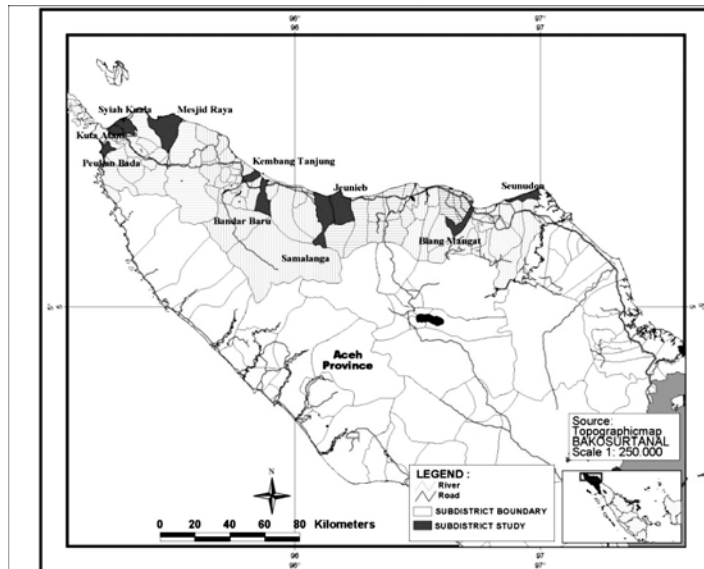 96°
97°
96
97
Syiah Kuala
Mesjid Raya
Kuta Alam
Peukan Bada
Kembang Tanjung
Jeunieb
Seunudon
Bandar Baru
Blang Mangat
Samalanga
5°
5°
Aceh
Province
Source:
Topographicmap
BAKOSURTANAL
Scale 1: 250.000
LEGEND :
River
Road
SUBDISTRICT BOUNDARY
SUBDISTRICT STUDY
N
0 20 40 60 80 Kilometers
96
97
96°
97°